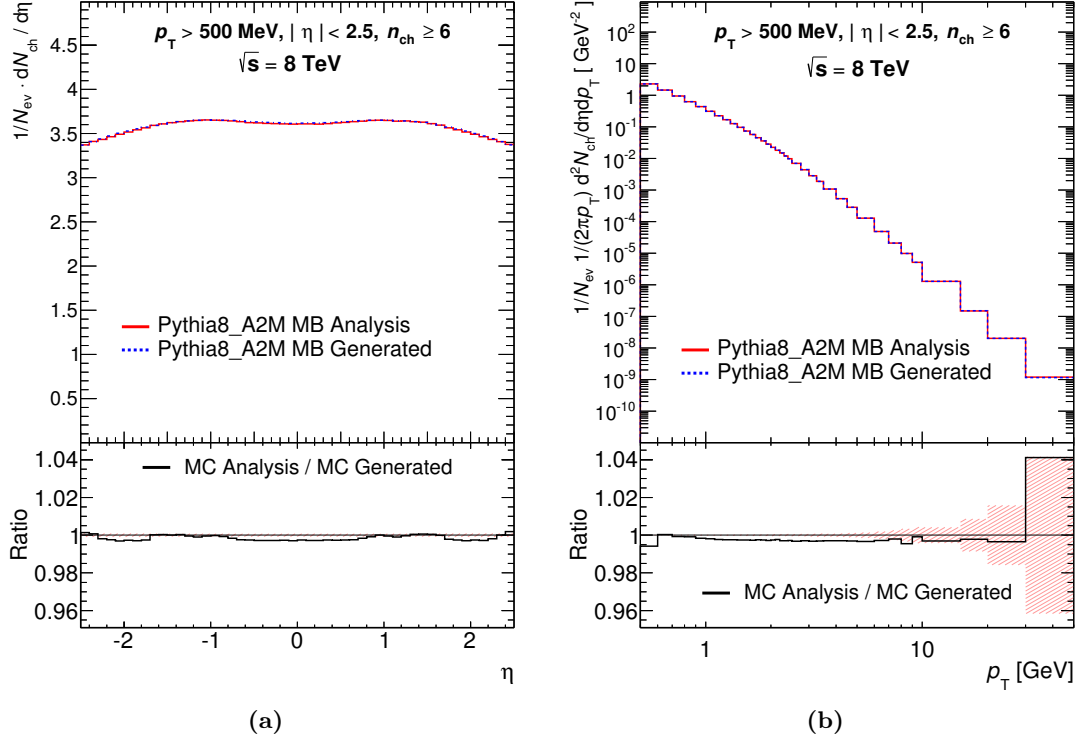 p_T > 500 MeV, | η | < 2.5, n_ch ≥ 6
√s = 8 TeV
1/N_ev · dN_ch / dη
4.5
4
3.5
3
2.5
2
1.5
1
0.5
Pythia8_A2M MB Analysis
Pythia8_A2M MB Generated
MC Analysis / MC Generated
Ratio
1.04
1.02
1
0.98
0.96
-2
-1
0
1
2
η
(a)
p_T > 500 MeV, | η | < 2.5, n_ch ≥ 6
√s = 8 TeV
1/N_ev 1/(2πp_T) d²N_ch/dηdp_T [ GeV⁻² ]
10²
10
1
10⁻¹
10⁻²
10⁻³
10⁻⁴
10⁻⁵
10⁻⁶
10⁻⁷
10⁻⁸
10⁻⁹
10⁻¹⁰
Pythia8_A2M MB Analysis
Pythia8_A2M MB Generated
Ratio
1.04
1.02
1
0.98
0.96
MC Analysis / MC Generated
1
10
p_T [GeV]
(b)